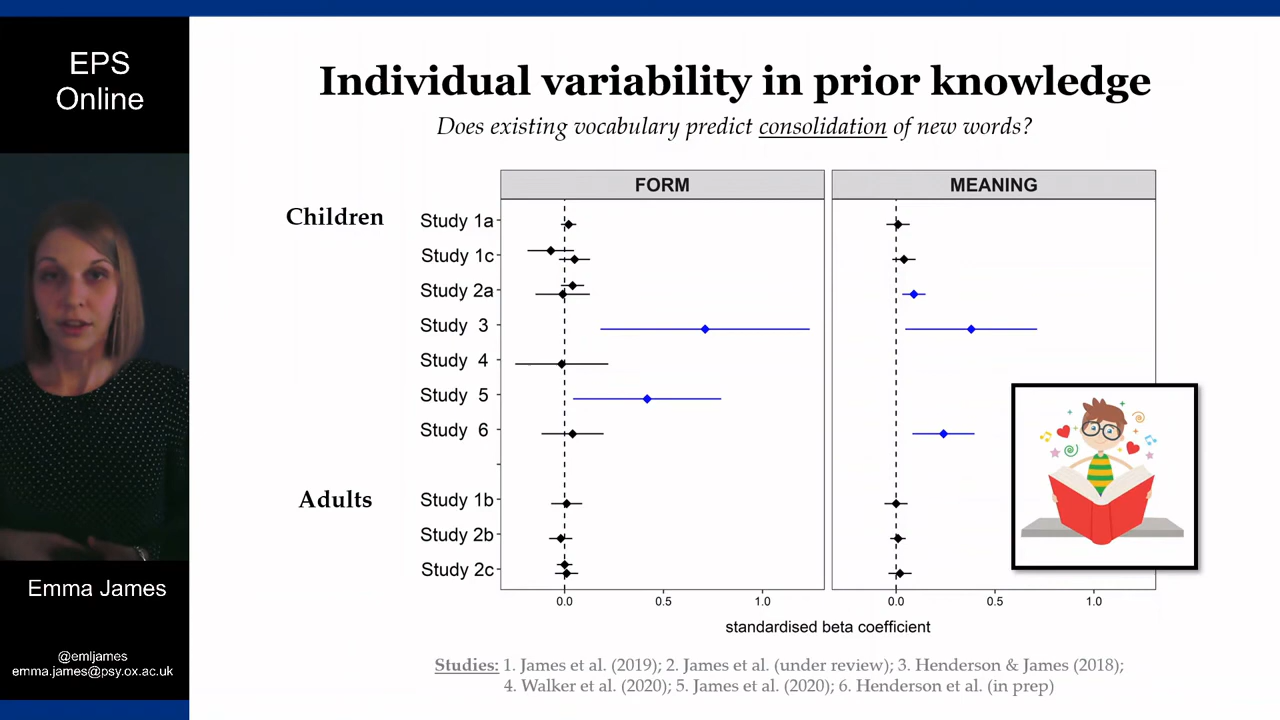 EPS
Online
Individual variability in prior knowledge
Does existing vocabulary predict consolidation of new words?
FORM
MEANING
Children
Study 1a
Study 1c
Study 2a
Study 3
Study 4
Study 5
Study 6
Adults
Study 1b
Study 2b
Study 2c
0.0 0.5 1.0
0.0 0.5 1.0
standardised beta coefficient
Studies: 1. James et al. (2019); 2. James et al. (under review); 3. Henderson & James (2018);
4. Walker et al. (2020); 5. James et al. (2020); 6. Henderson et al. (in prep)
Emma James
@emljames
emma.james@psy.ox.ac.uk